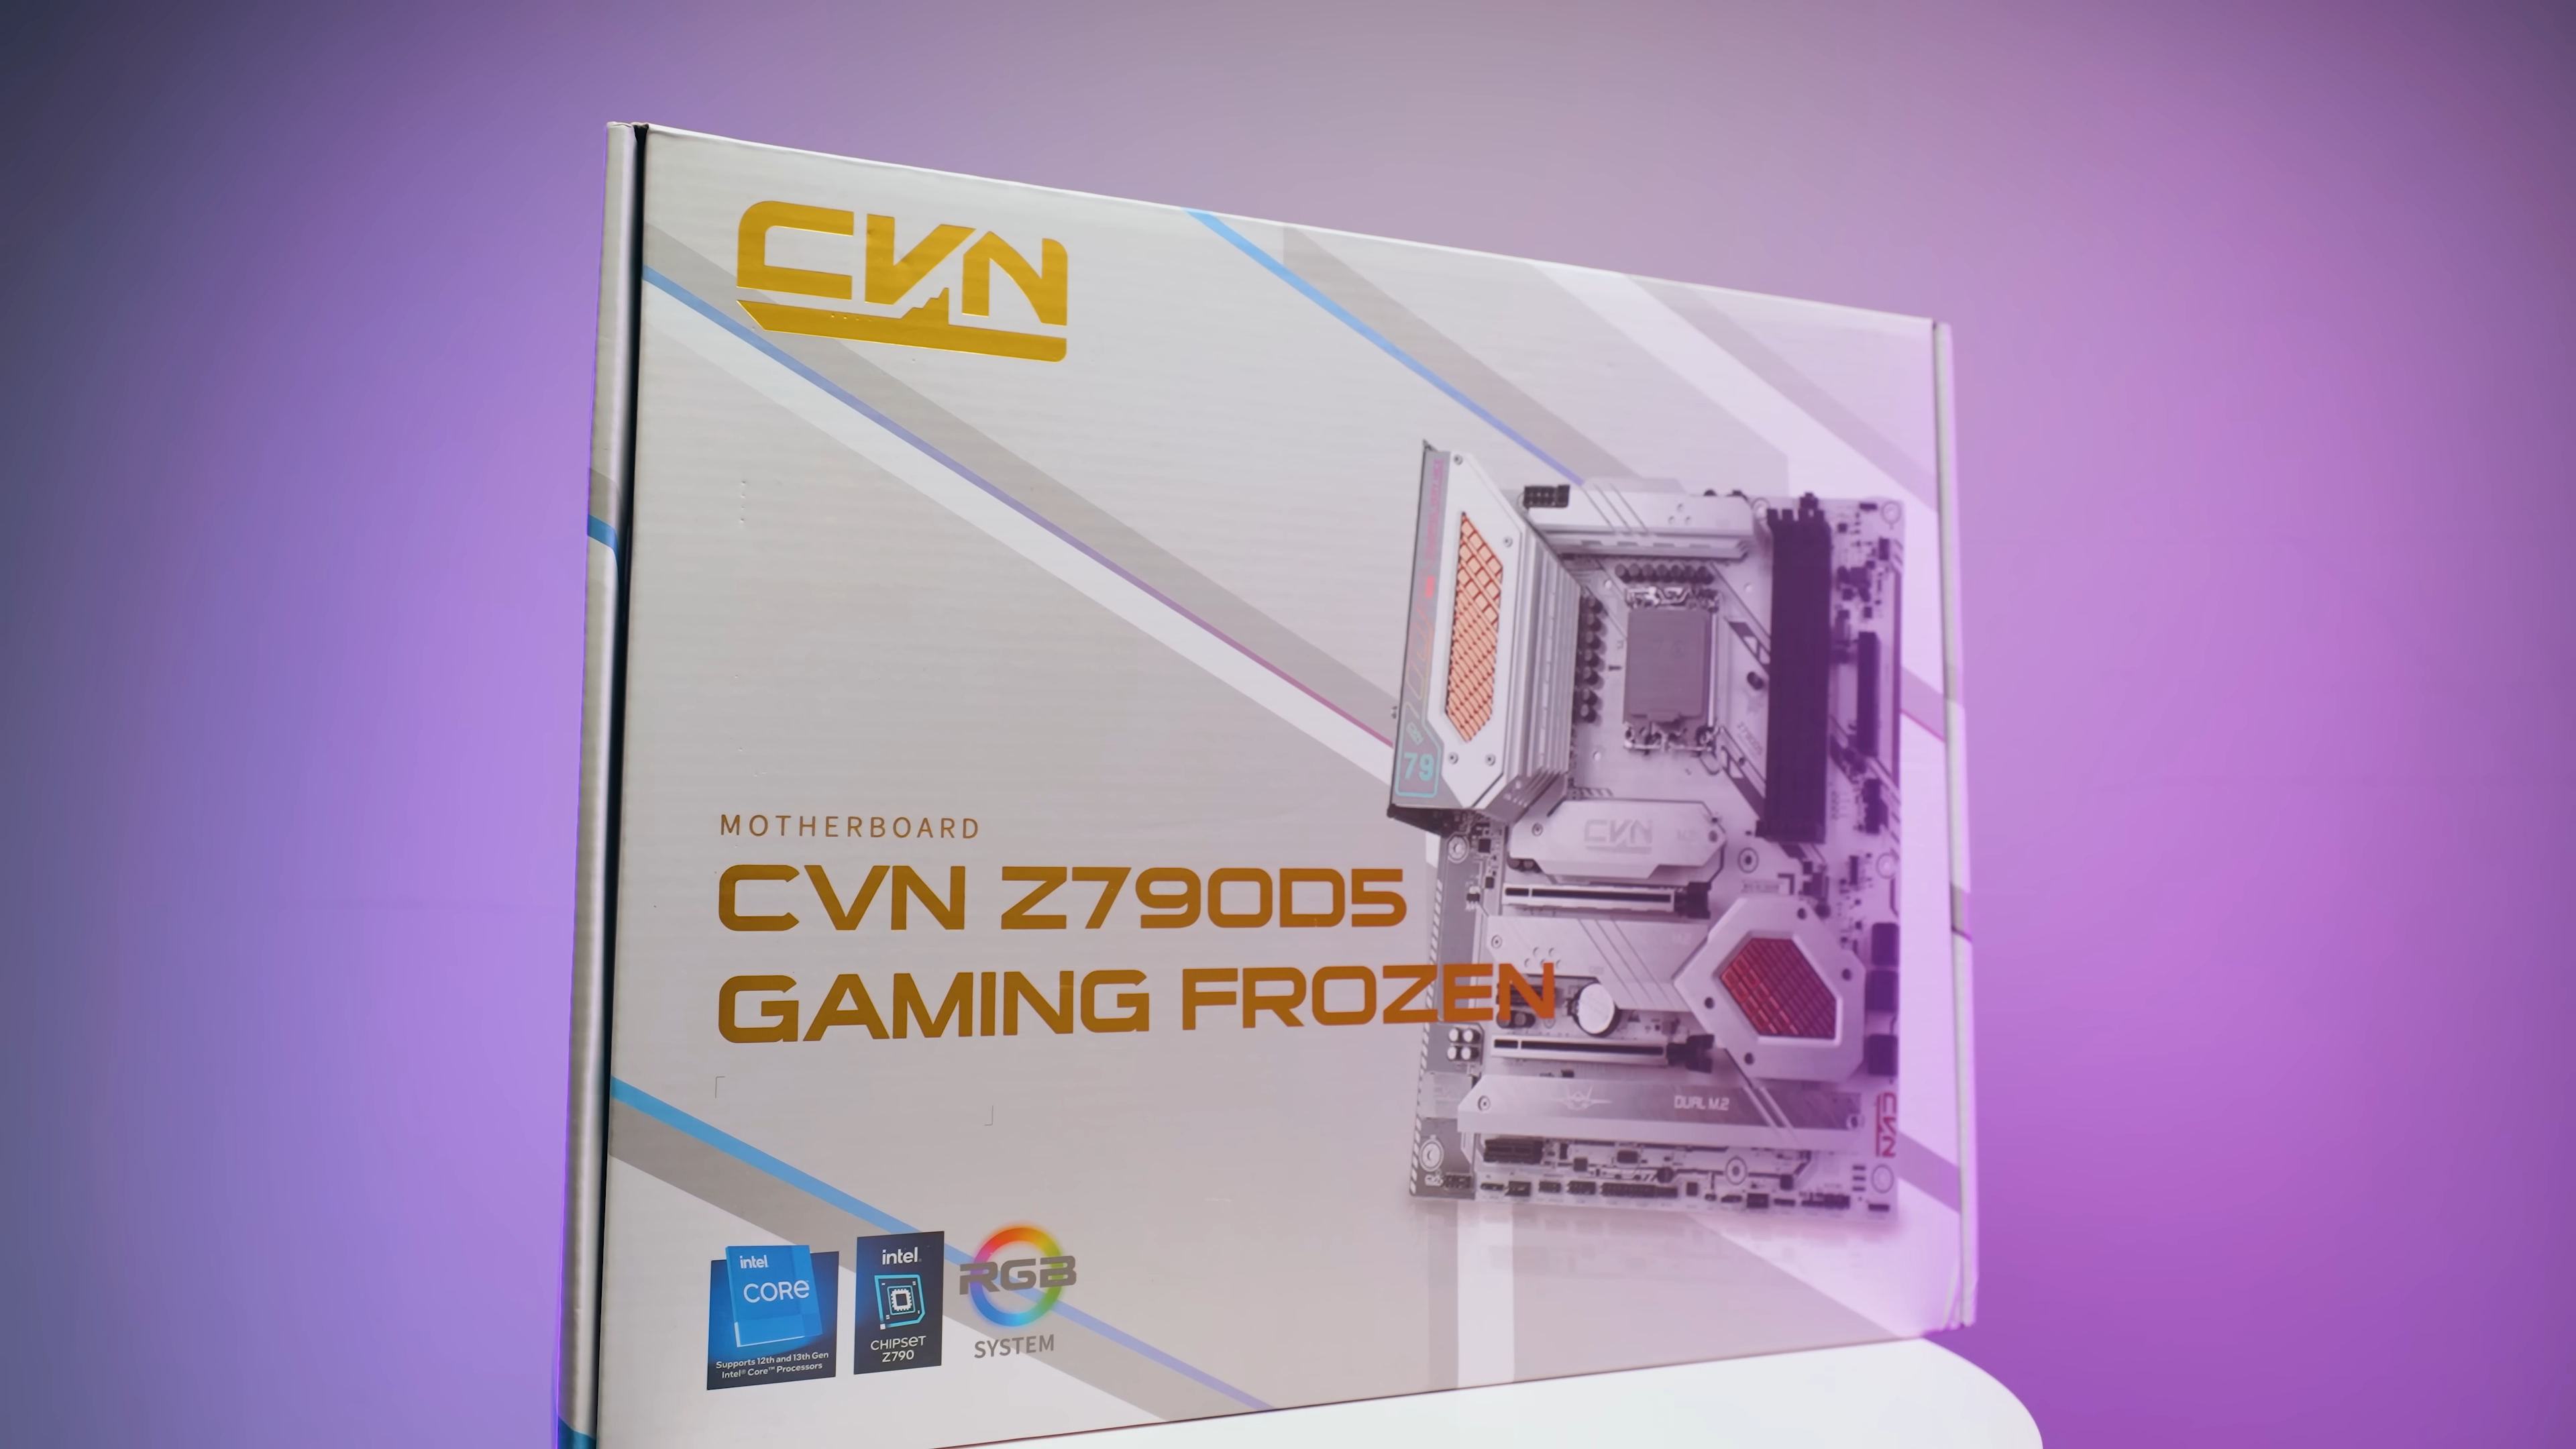 CVN
MOTHERBOARD
CVN Z790D5
GAMING FROZEN
79
CVN
DUAL M.2
CVN
intel
CORE
Supports 12th and 13th Gen
Intel® Core™ Processors
intel.
CHIPSET
Z790
RGB
SYSTEM